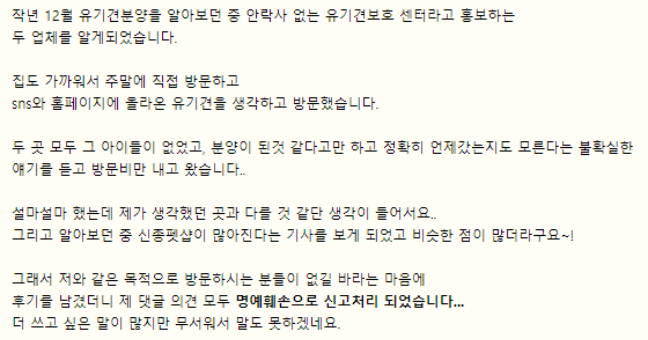 작년 12월 유기견분양을 알아보던 중 안락사 없는 유기견보호 센터라고 홍보하는
두 업체를 알게되었습니다.
집도 가까워서 주말에 직접 방문하고
sns와 홈페이지에 올라온 유기견을 생각하고 방문했습니다.
두 곳 모두 그 아이들이 없었고, 분양이 된것 같다고만 하고 정확히 언제갔는지도 모른다는 불확실한
얘기를 듣고 방문비만 내고 왔습니다..
설마설마 했는데 제가 생각했던 곳과 다를 것 같단 생각이 들어서요..
그리고 알아보던 중 신종펫샵이 많아진다는 기사를 보게 되었고 비슷한 점이 많더라구요~!
그래서 저와 같은 목적으로 방문하시는 분들이 없길 바라는 마음에
후기를 남겼더니 제 댓글 의견 모두 명예훼손으로 신고처리 되었습니다...
더 쓰고 싶은 말이 많지만 무서워서 말도 못하겠네요.